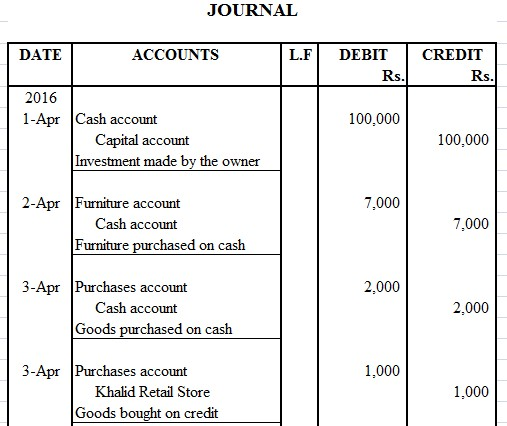 JOURNAL
DATE ACCOUNTS L.F DEBIT CREDIT
Rs. Rs.
2016
1-Apr Cash account 100,000
Capital account 100,000
Investment made by the owner
2-Apr Furniture account 7,000
Cash account 7,000
Furniture purchased on cash
3-Apr Purchases account 2,000
Cash account 2,000
Goods purchased on cash
3-Apr Purchases account 1,000
Khalid Retail Store 1,000
Goods bought on credit